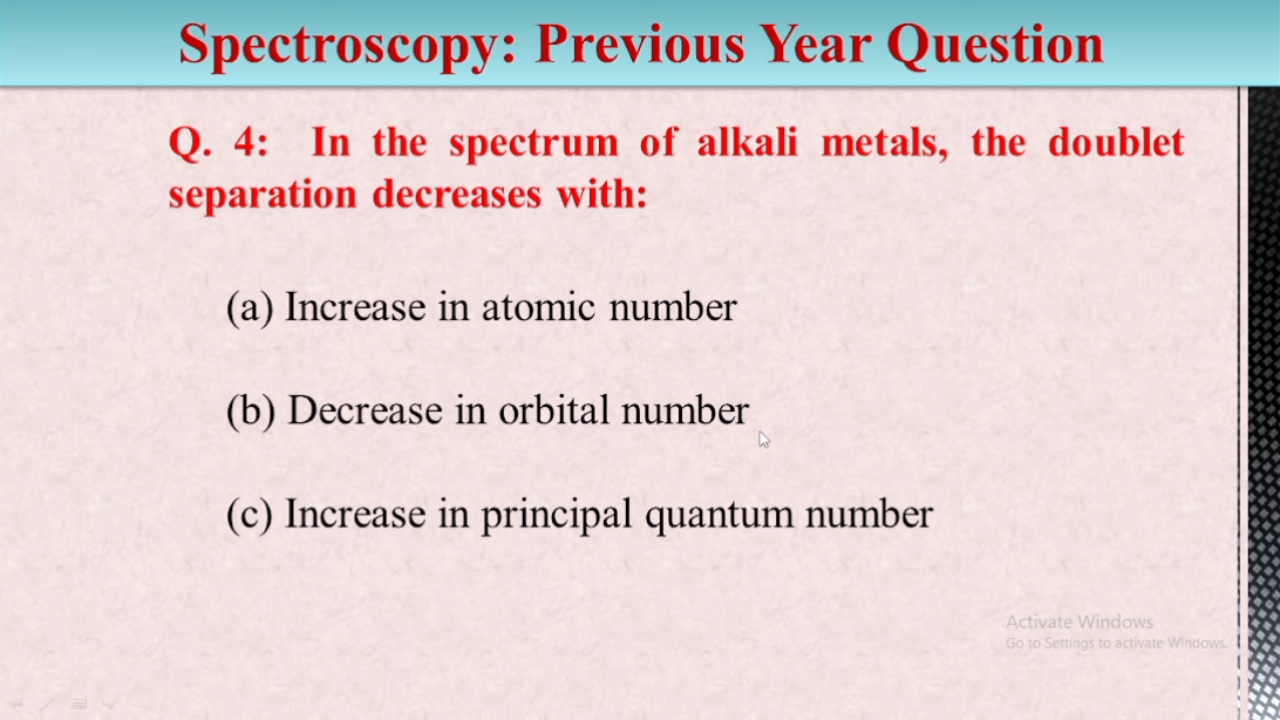 Spectroscopy: Previous Year Question
Q. 4: In the spectrum of alkali metals, the doublet
separation decreases with:
(a) Increase in atomic number
(b) Decrease in orbital number
(c) Increase in principal quantum number
Activate Windows
Go to Settings to activate Windows.